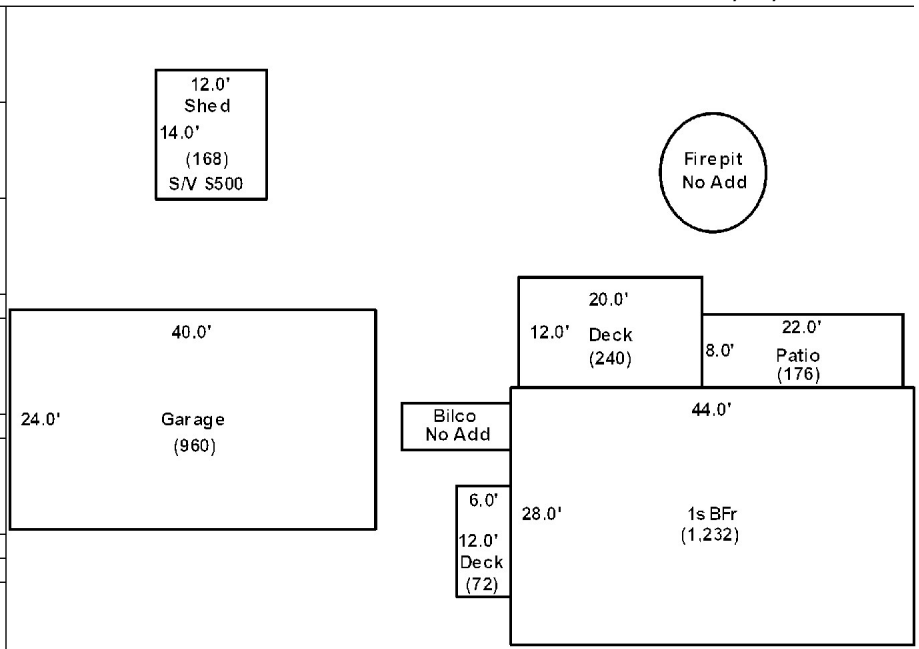 12.0'
Shed
14.0'
(168)
S/V S500
Firepit
No Add
40.0'
24.0'
Garage
(960)
20.0'
12.0' Deck
(240)
22.0'
8.0'
Patio
(176)
Bilco
No Add
44.0'
6.0'
12.0'
Deck
(72)
28.0'
1s BFr
(1,232)